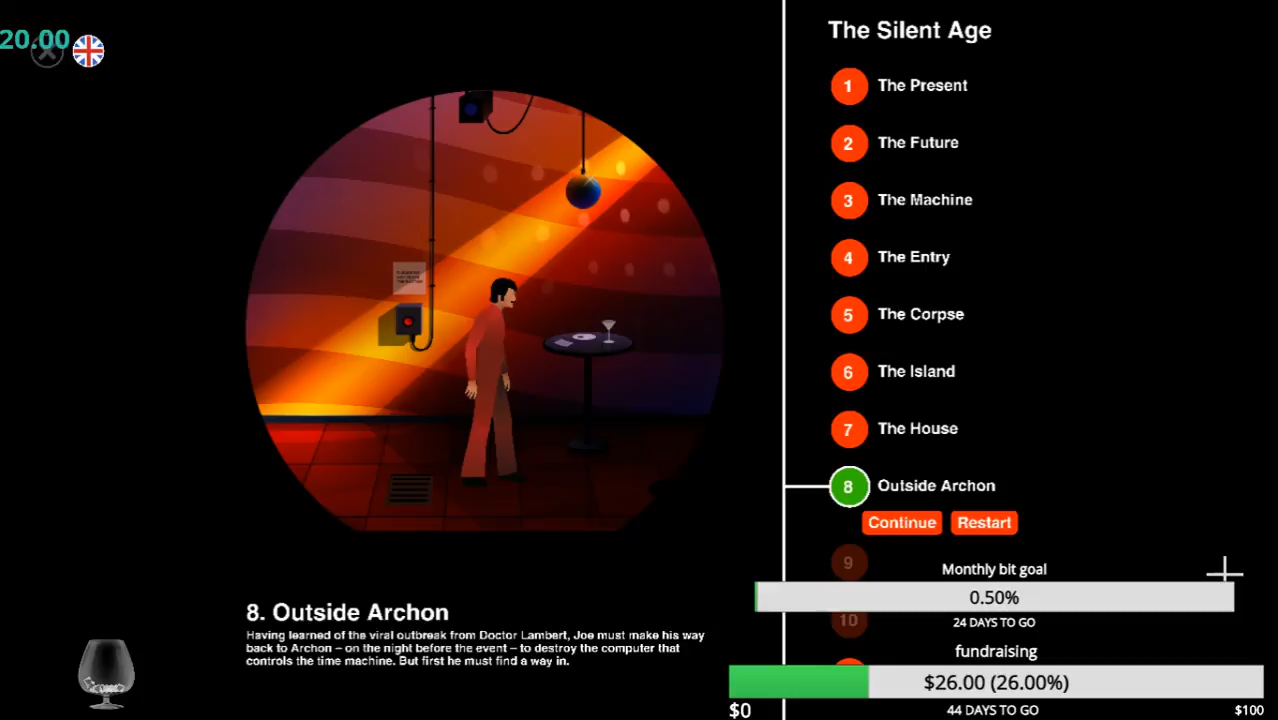 20.00
The Silent Age
1 The Present
2 The Future
3 The Machine
4 The Entry
5 The Corpse
6 The Island
7 The House
8 Outside Archon
Continue Restart
9
Monthly bit goal
0.50%
10
24 DAYS TO GO
fundraising
$26.00 (26.00%)
$0
44 DAYS TO GO
$100
8. Outside Archon
Having learned of the viral outbreak from Doctor Lambert, Joe must make his way
back to Archon – on the night before the event – to destroy the computer that
controls the time machine. But first he must find a way in.